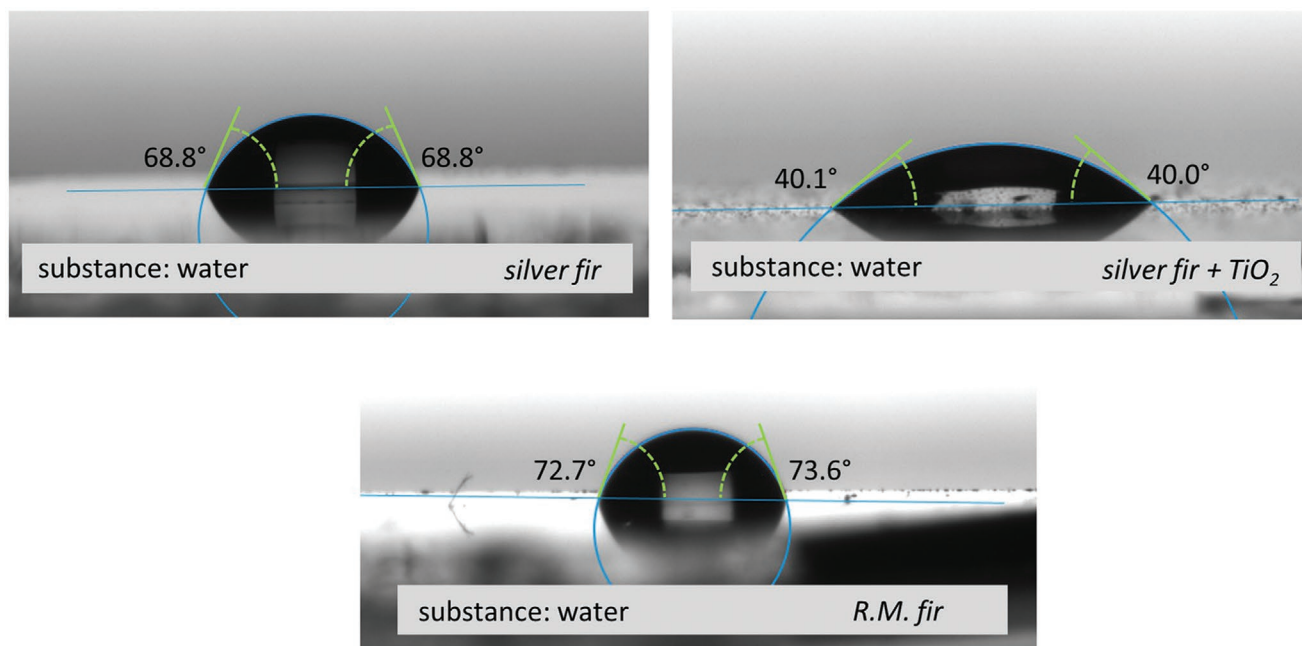 68.8° 68.8°
substance: water silver fir
40.1° 40.0°
substance: water silver fir + TiO₂
72.7° 73.6°
substance: water R.M. fir